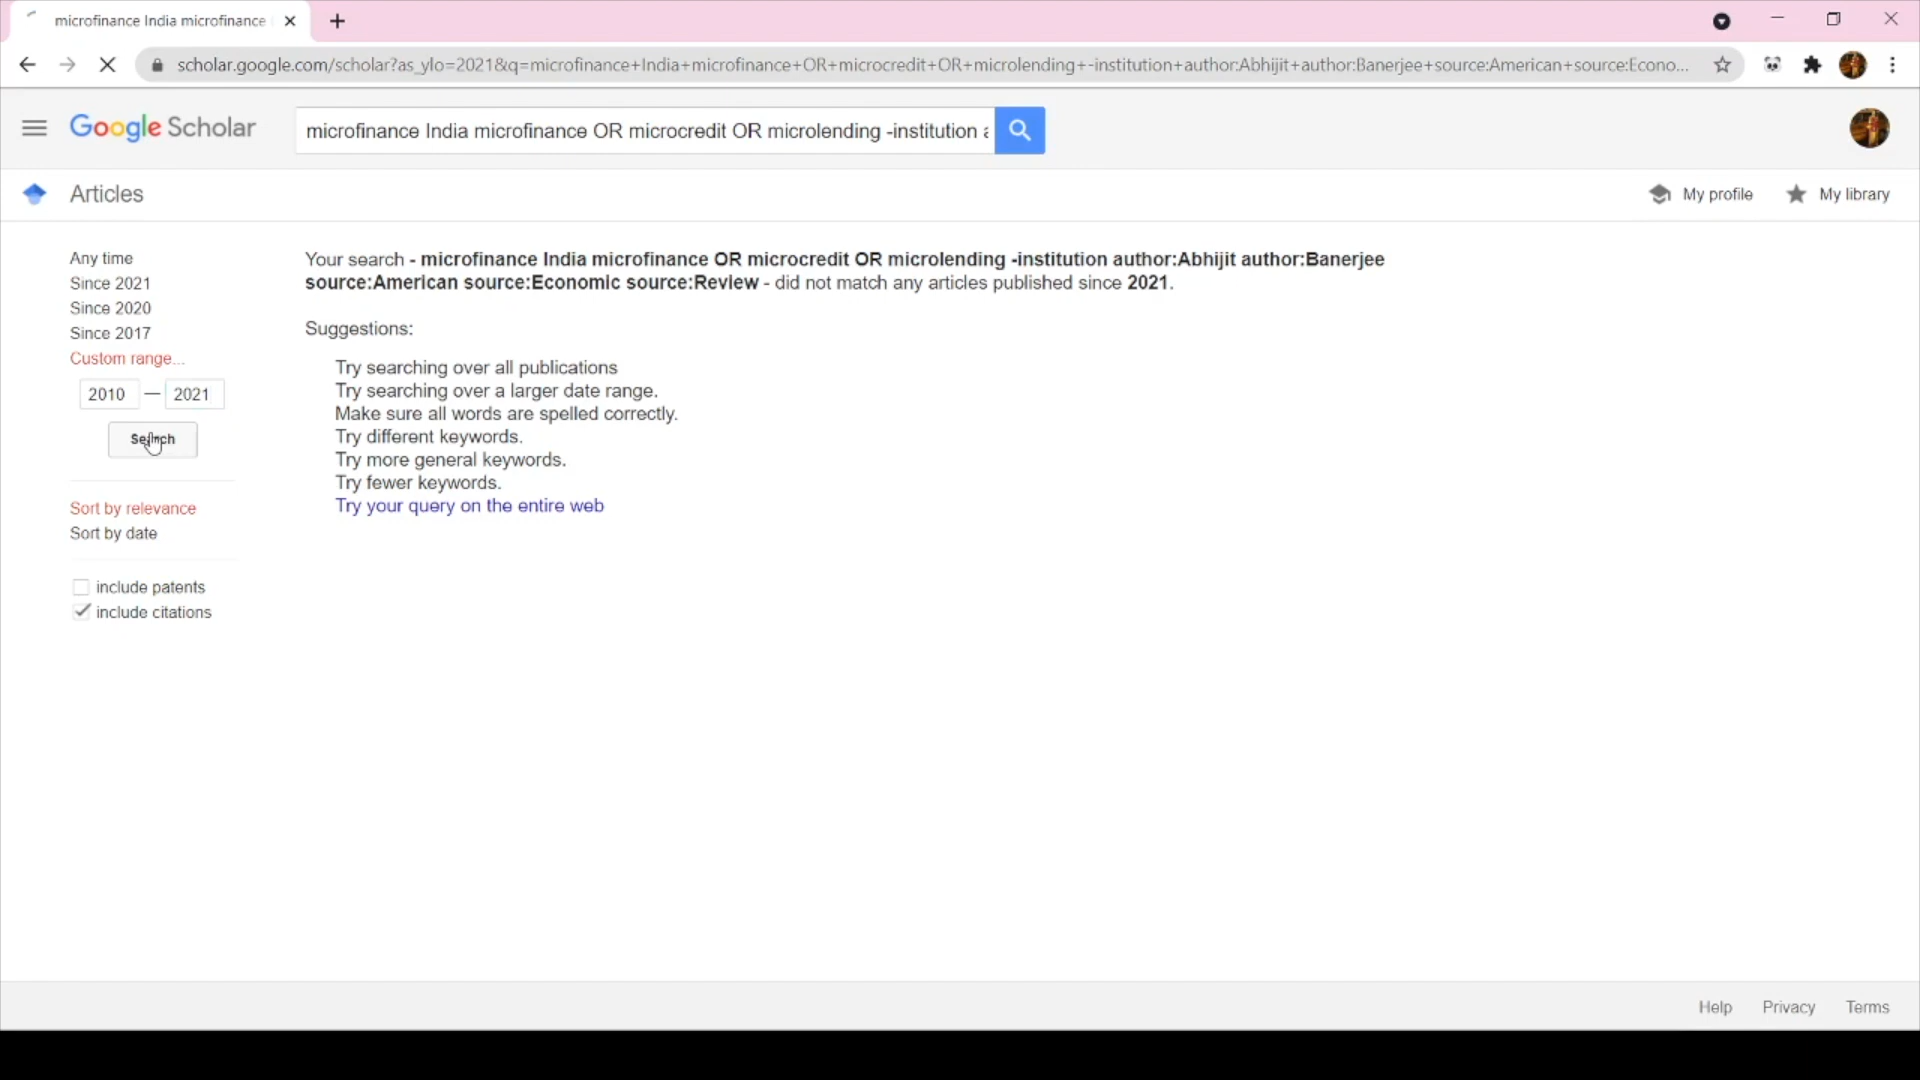 microfinance India microfinance
scholar.google.com/scholar?as_ylo=2021&q=microfinance+India+microfinance+OR+microcredit+OR+microlending+-institution+author:Abhijit+author:Banerjee+source:American+source:Econo...
Google Scholar
microfinance India microfinance OR microcredit OR microlending -institution a
Articles
My profile
My library
Any time
Since 2021
Since 2020
Since 2017
Custom range...
2010 — 2021
Search
Sort by relevance
Sort by date
include patents
include citations
Your search - microfinance India microfinance OR microcredit OR microlending -institution author:Abhijit author:Banerjee
source:American source:Economic source:Review - did not match any articles published since 2021.
Suggestions:
Try searching over all publications
Try searching over a larger date range.
Make sure all words are spelled correctly.
Try different keywords.
Try more general keywords.
Try fewer keywords.
Try your query on the entire web
Help Privacy Terms